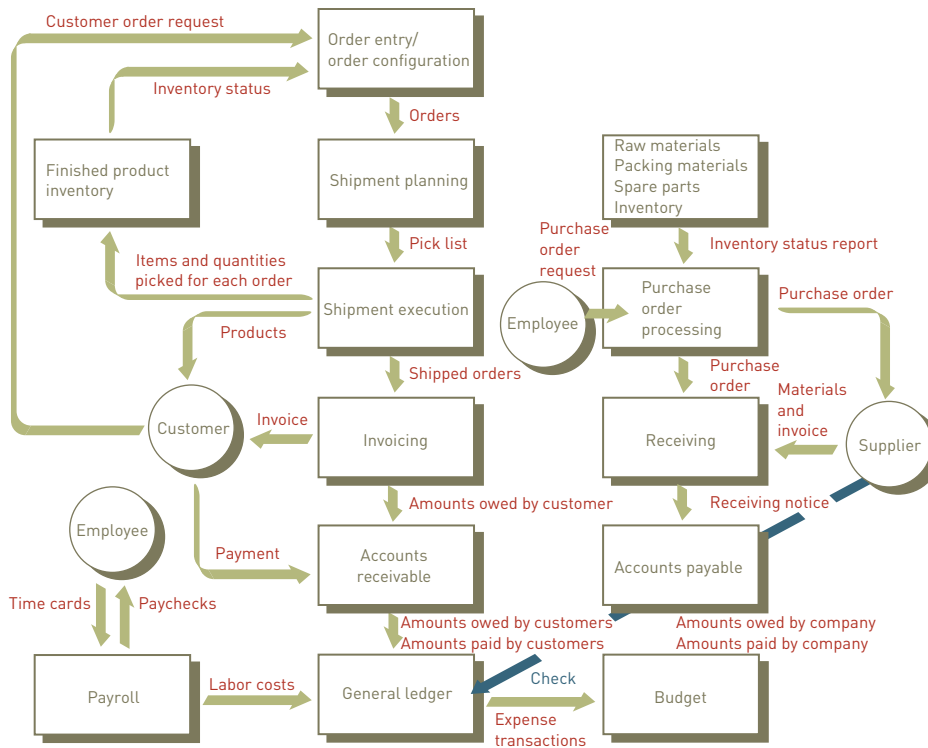 Customer order request
Order entry/
order configuration
Inventory status
Orders
Finished product
inventory
Shipment planning
Raw materials
Packing materials
Spare parts
Inventory
Pick list
Purchase
order
request
Inventory status report
Items and quantities
picked for each order
Shipment execution
Employee
Purchase
order
processing
Purchase order
Products
Shipped orders
Purchase
order
Materials
and
invoice
Customer
Invoice
Invoicing
Receiving
Supplier
Amounts owed by customer
Receiving notice
Employee
Payment
Accounts
receivable
Accounts payable
Time cards
Paychecks
Amounts owed by customers
Amounts paid by customers
Amounts owed by company
Amounts paid by company
Payroll
Labor costs
General ledger
Check
Expense
transactions
Budget